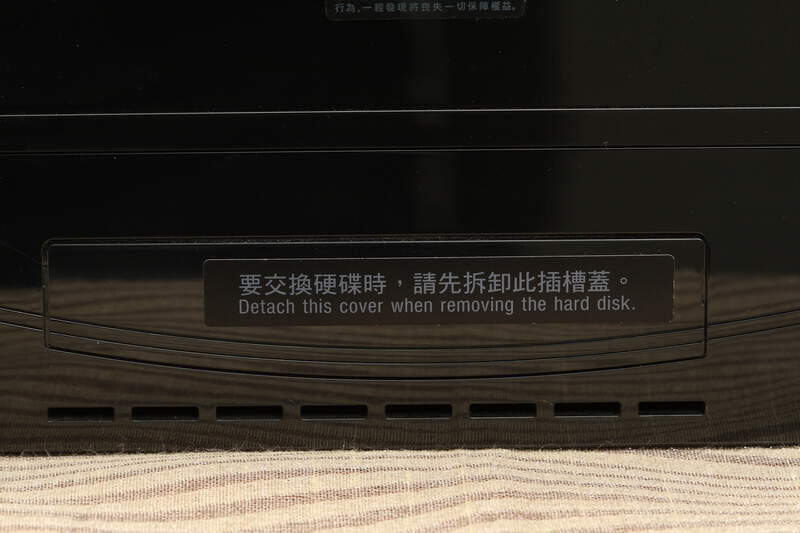 行為,一經發現將喪失一切保障權益。
要交換硬碟時，請先拆卸此插槽蓋。
Detach this cover when removing the hard disk.